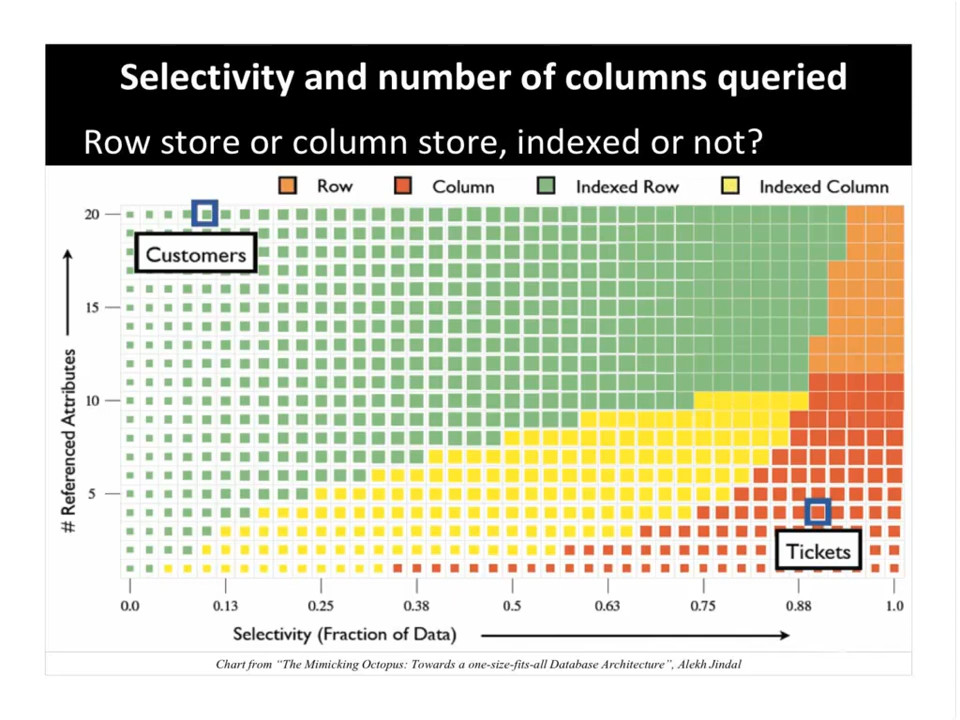 Selectivity and number of columns queried
Row store or column store, indexed or not?
Row Column Indexed Row Indexed Column
20
Customers
15
10
5
# Referenced Attributes
Tickets
0.0 0.13 0.25 0.38 0.5 0.63 0.75 0.88 1.0
Selectivity (Fraction of Data)
Chart from “The Mimicking Octopus: Towards a one-size-fits-all Database Architecture”, Alekh Jindal